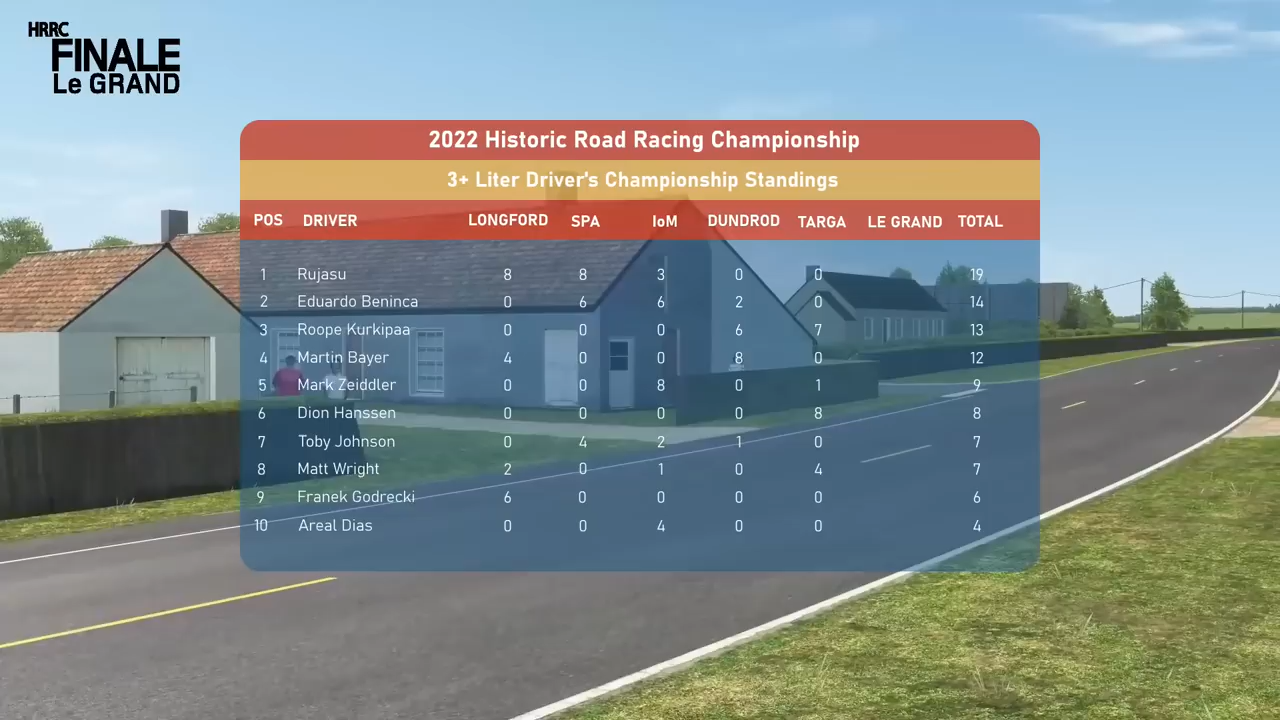 HRRC
FINALE
Le GRAND
2022 Historic Road Racing Championship
3+ Liter Driver's Championship Standings
POS DRIVER LONGFORD SPA IoM DUNDROD TARGA LE GRAND TOTAL
1 Rujasu 8 8 3 0 0 19
2 Eduardo Beninca 0 6 6 2 0 14
3 Roope Kurkipaa 0 0 0 6 7 13
4 Martin Bayer 4 0 0 8 0 12
5 Mark Zeiddler 0 0 8 0 1 9
6 Dion Hanssen 0 0 0 0 8 8
7 Toby Johnson 0 4 2 1 0 7
8 Matt Wright 2 0 1 0 4 7
9 Franek Godrecki 6 0 0 0 0 6
10 Areal Dias 0 0 4 0 0 4